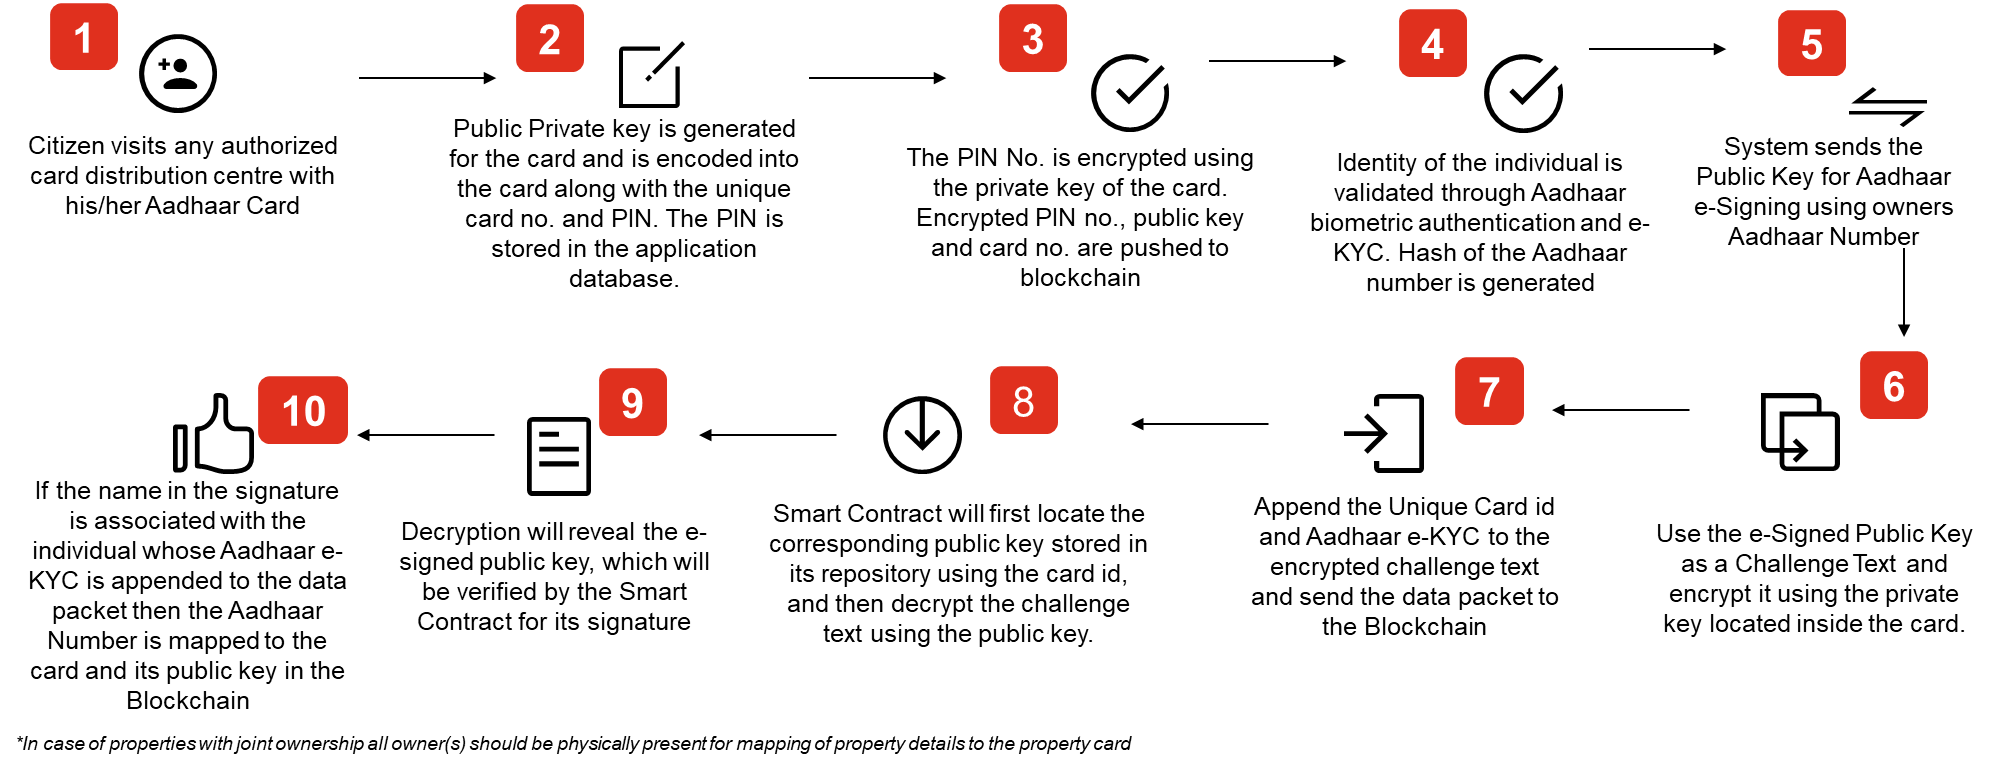 1
Citizen visits any authorized
card distribution centre with
his/her Aadhaar Card
2
Public Private key is generated
for the card and is encoded into
the card along with the unique
card no. and PIN. The PIN is
stored in the application
database.
3
The PIN No. is encrypted using
the private key of the card.
Encrypted PIN no., public key
and card no. are pushed to
blockchain
4
Identity of the individual is
validated through Aadhaar
biometric authentication and e-
KYC. Hash of the Aadhaar
number is generated
5
System sends the
Public Key for Aadhaar
e-Signing using owners
Aadhaar Number
6
Use the e-Signed Public Key
as a Challenge Text and
encrypt it using the private
key located inside the card.
7
Append the Unique Card id
and Aadhaar e-KYC to the
encrypted challenge text
and send the data packet to
the Blockchain
8
Smart Contract will first locate the
corresponding public key stored in
its repository using the card id,
and then decrypt the challenge
text using the public key.
9
Decryption will reveal the e-
signed public key, which will
be verified by the Smart
Contract for its signature
10
If the name in the signature
is associated with the
individual whose Aadhaar e-
KYC is appended to the data
packet then the Aadhaar
Number is mapped to the
card and its public key in the
Blockchain
*In case of properties with joint ownership all owner(s) should be physically present for mapping of property details to the property card